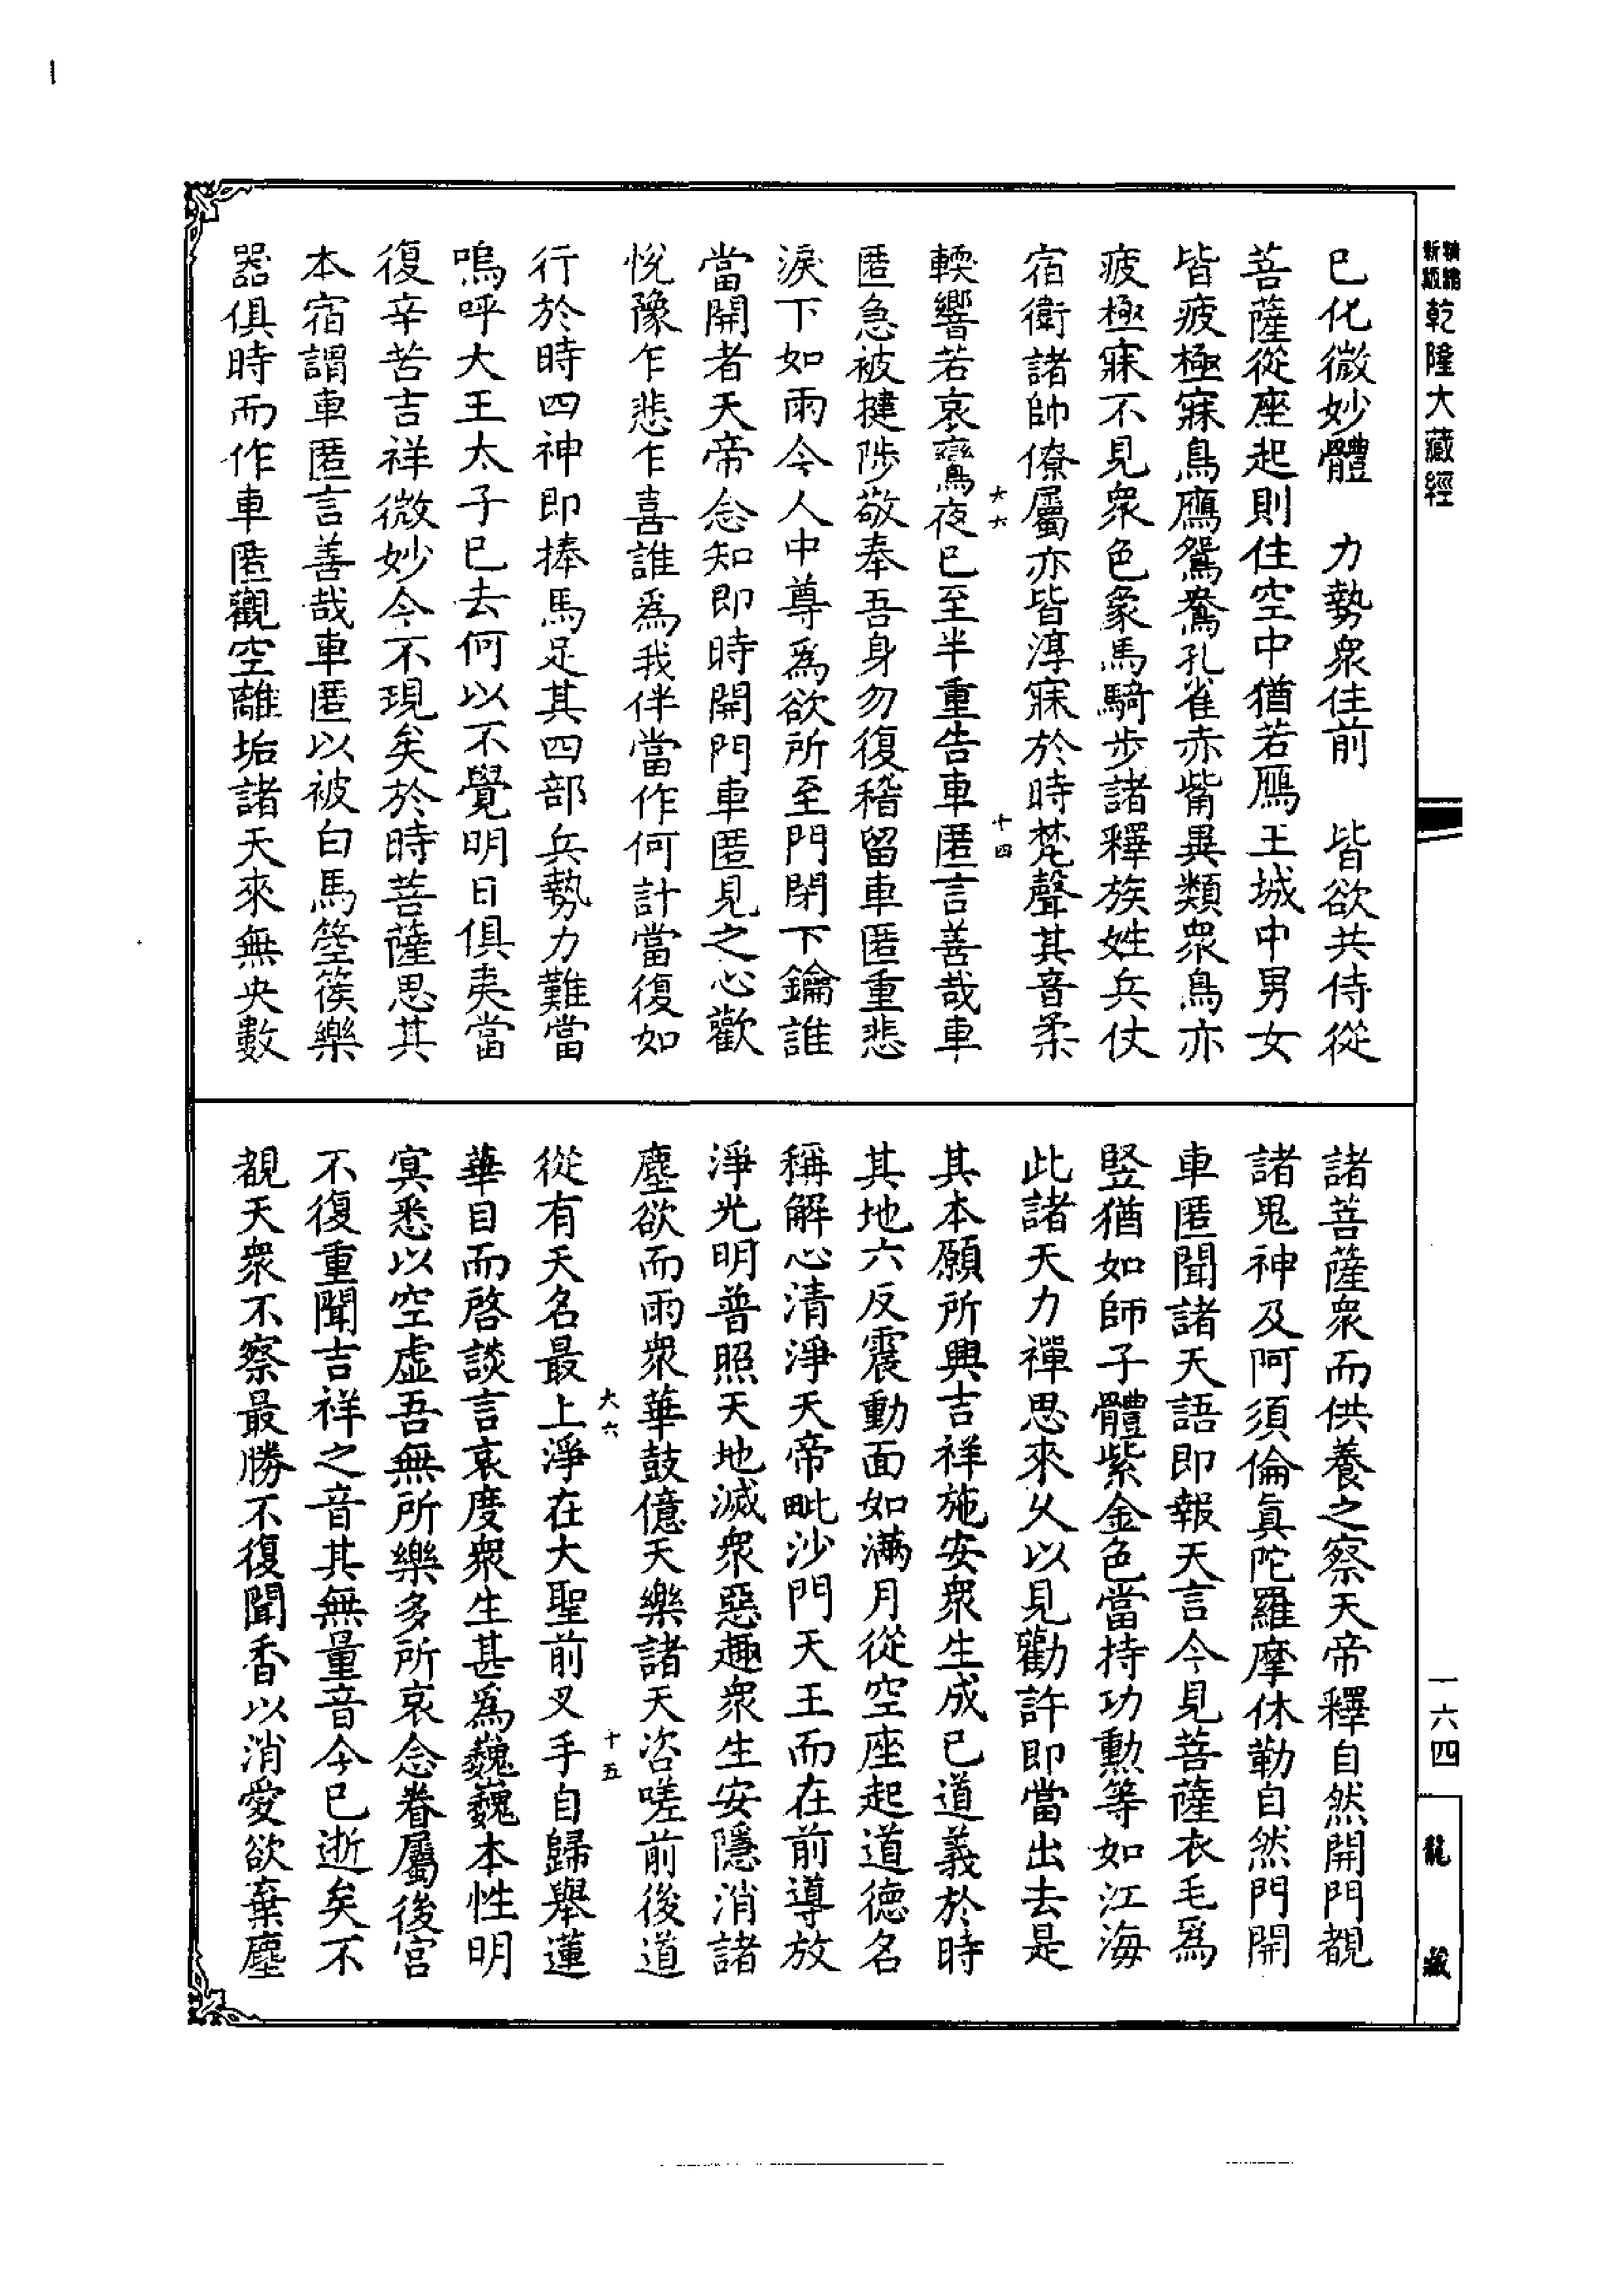 新編縮版
乾隆大藏經
已化微妙體　力勢衆住前　皆欲共侍從
菩薩從座起則住空中猶若鴈王城中男女
皆疲極寐鳥鷹鴛鴦孔雀赤觜異類衆鳥亦
疲極寐不見衆色象馬騎步諸釋族姓兵仗
宿衛諸帥僚屬亦皆淳寐於時梵聲其音柔
六六
十四
輭響若哀鸞夜已至半重告車匿言善哉車
匿急被揵陟敬奉吾身勿復稽留車匿重悲
淚下如雨今人中尊爲欲所至門閉下鑰誰
當開者天帝念知即時開門車匿見之心歡
悅豫乍悲乍喜誰爲我伴當作何計當復如
行於時四神即捧馬足其四部兵勢力難當
嗚呼大王太子已去何以不覺明日俱夷當
復辛苦吉祥微妙今不現矣於時菩薩思其
本宿謂車匿言善哉車匿以被白馬箜篌樂
器俱時而作車匿觀空離垢諸天來無央數
諸菩薩衆而供養之察天帝釋自然開門覩
諸鬼神及阿須倫眞陀羅摩休勒自然門開
車匿聞諸天語即報天言今見菩薩衣毛爲
竪猶如師子體紫金色當持功勳等如江海
此諸天力禪思來久以見勸許即當出去是
其本願所興吉祥施安衆生成已道義於時
其地六反震動面如滿月從空座起道德名
稱解心清淨天帝毗沙門天王而在前導放
淨光明普照天地滅衆惡趣衆生安隱消諸
塵欲而雨衆華鼓億天樂諸天咨嗟前後道
大六
十五
從有天名最上淨在大聖前叉手自歸舉蓮
華目而啓談言哀度衆生甚爲巍巍本性明
寞悉以空虛吾無所樂多所哀念眷屬後宮
不復重聞吉祥之音其無量音今已逝矣不
覩天衆不察最勝不復聞香以消愛欲棄塵
一六四
龍藏